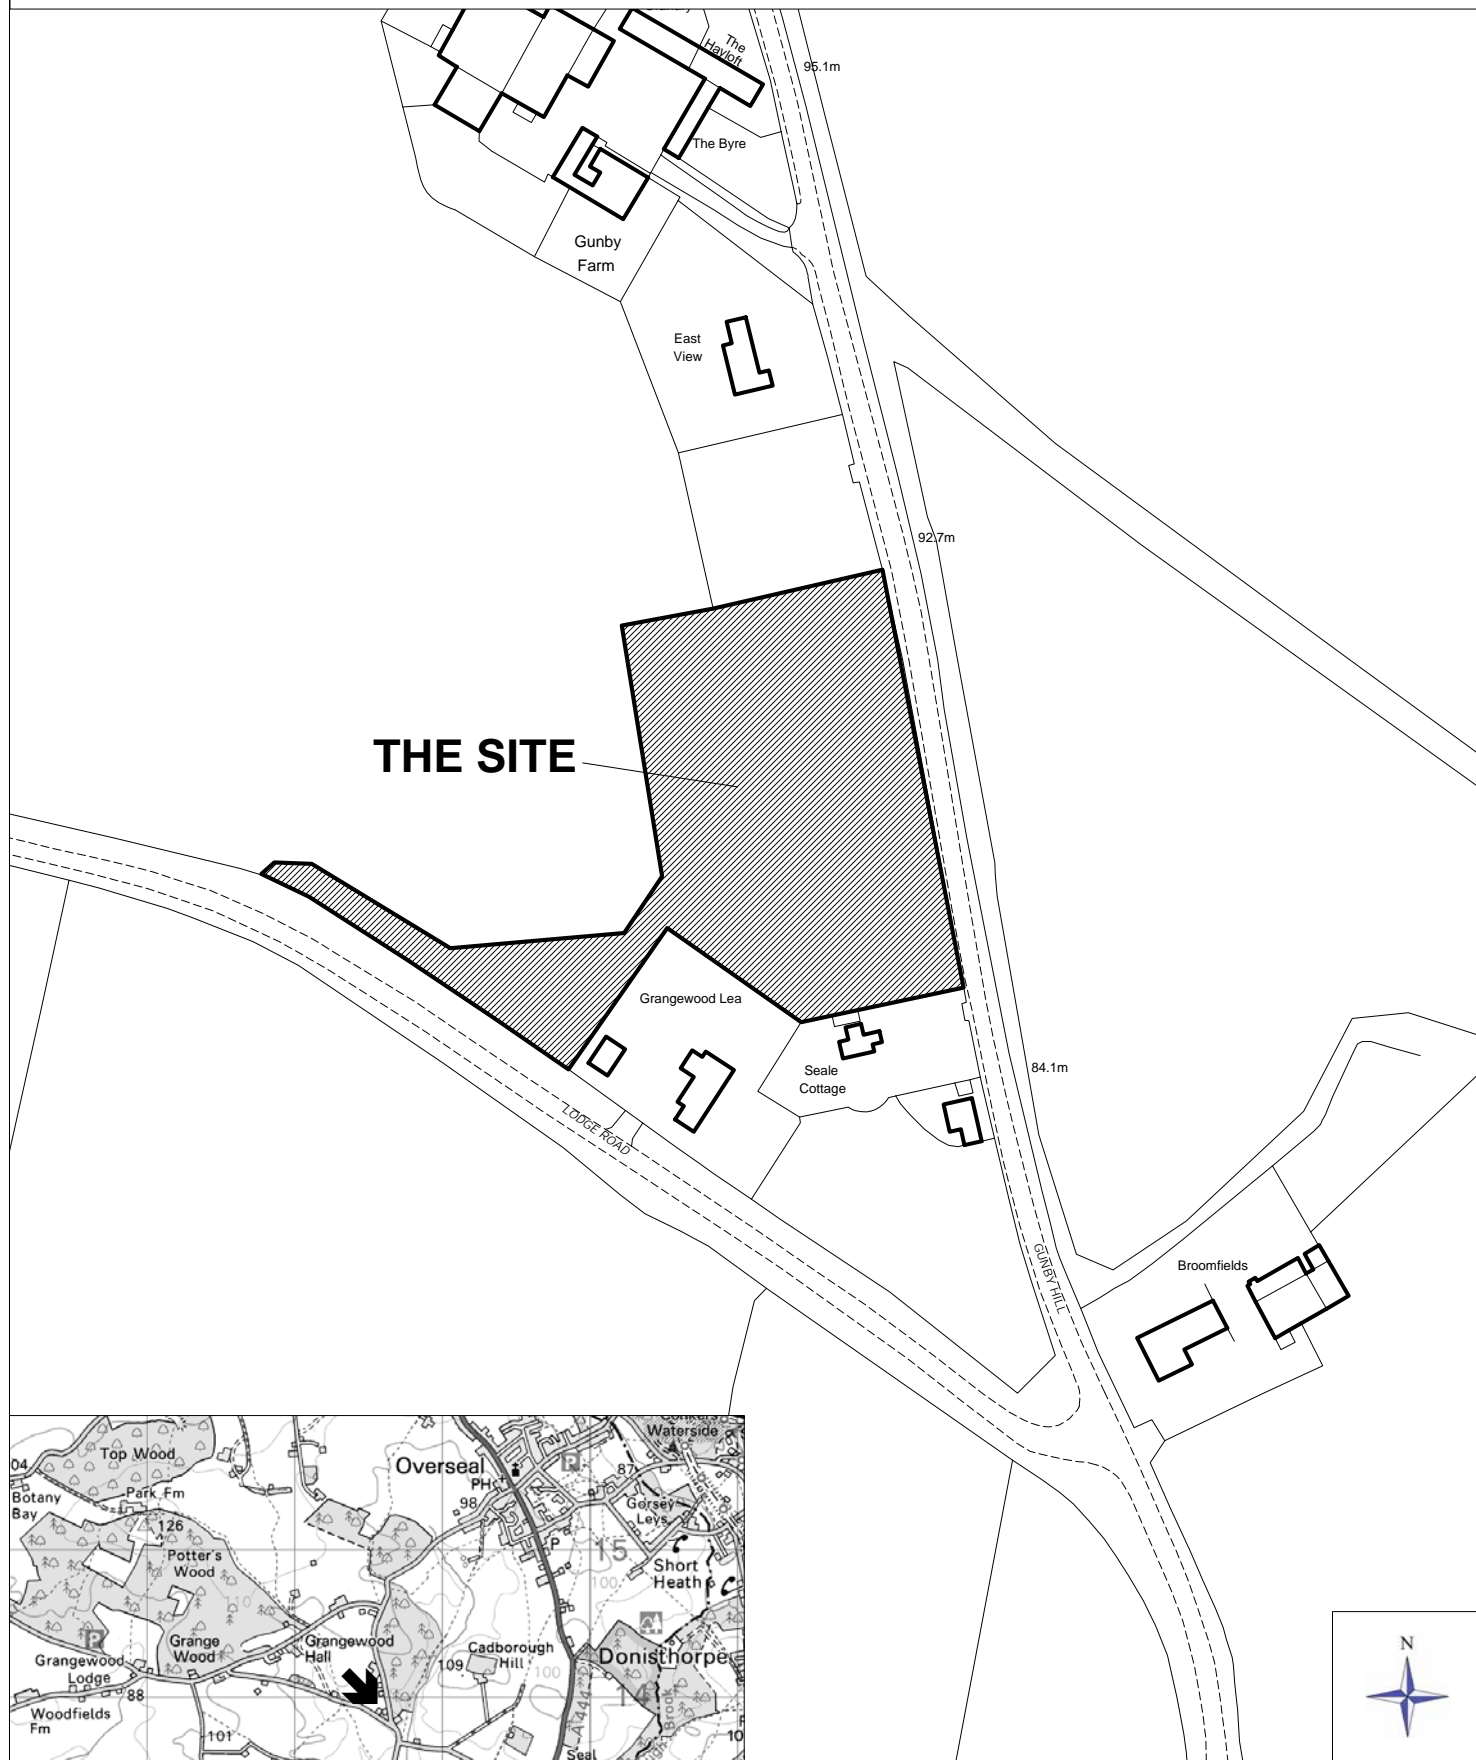 The
Hayloft
95.1m
The Byre
Gunby
Farm
East
View
92.7m
THE SITE
Grangewood Lea
Seale
Cottage
84.1m
LODGE ROAD
GUNBY HILL
Broomfields
Top Wood
Overseal
Waterside
04
Botany
Bay
Park Fm
PH
87
98
Gorsey
Leys
126
Potter's
Wood
P
15
Short
Heath
100
110
P
Grange
Wood
Grangewood
Hall
Cadborough
Hill
109
100
Donisthorpe
Grangewood
Lodge
88
14
Woodfields
Fm
101
A444
Brook
10
Seal
N